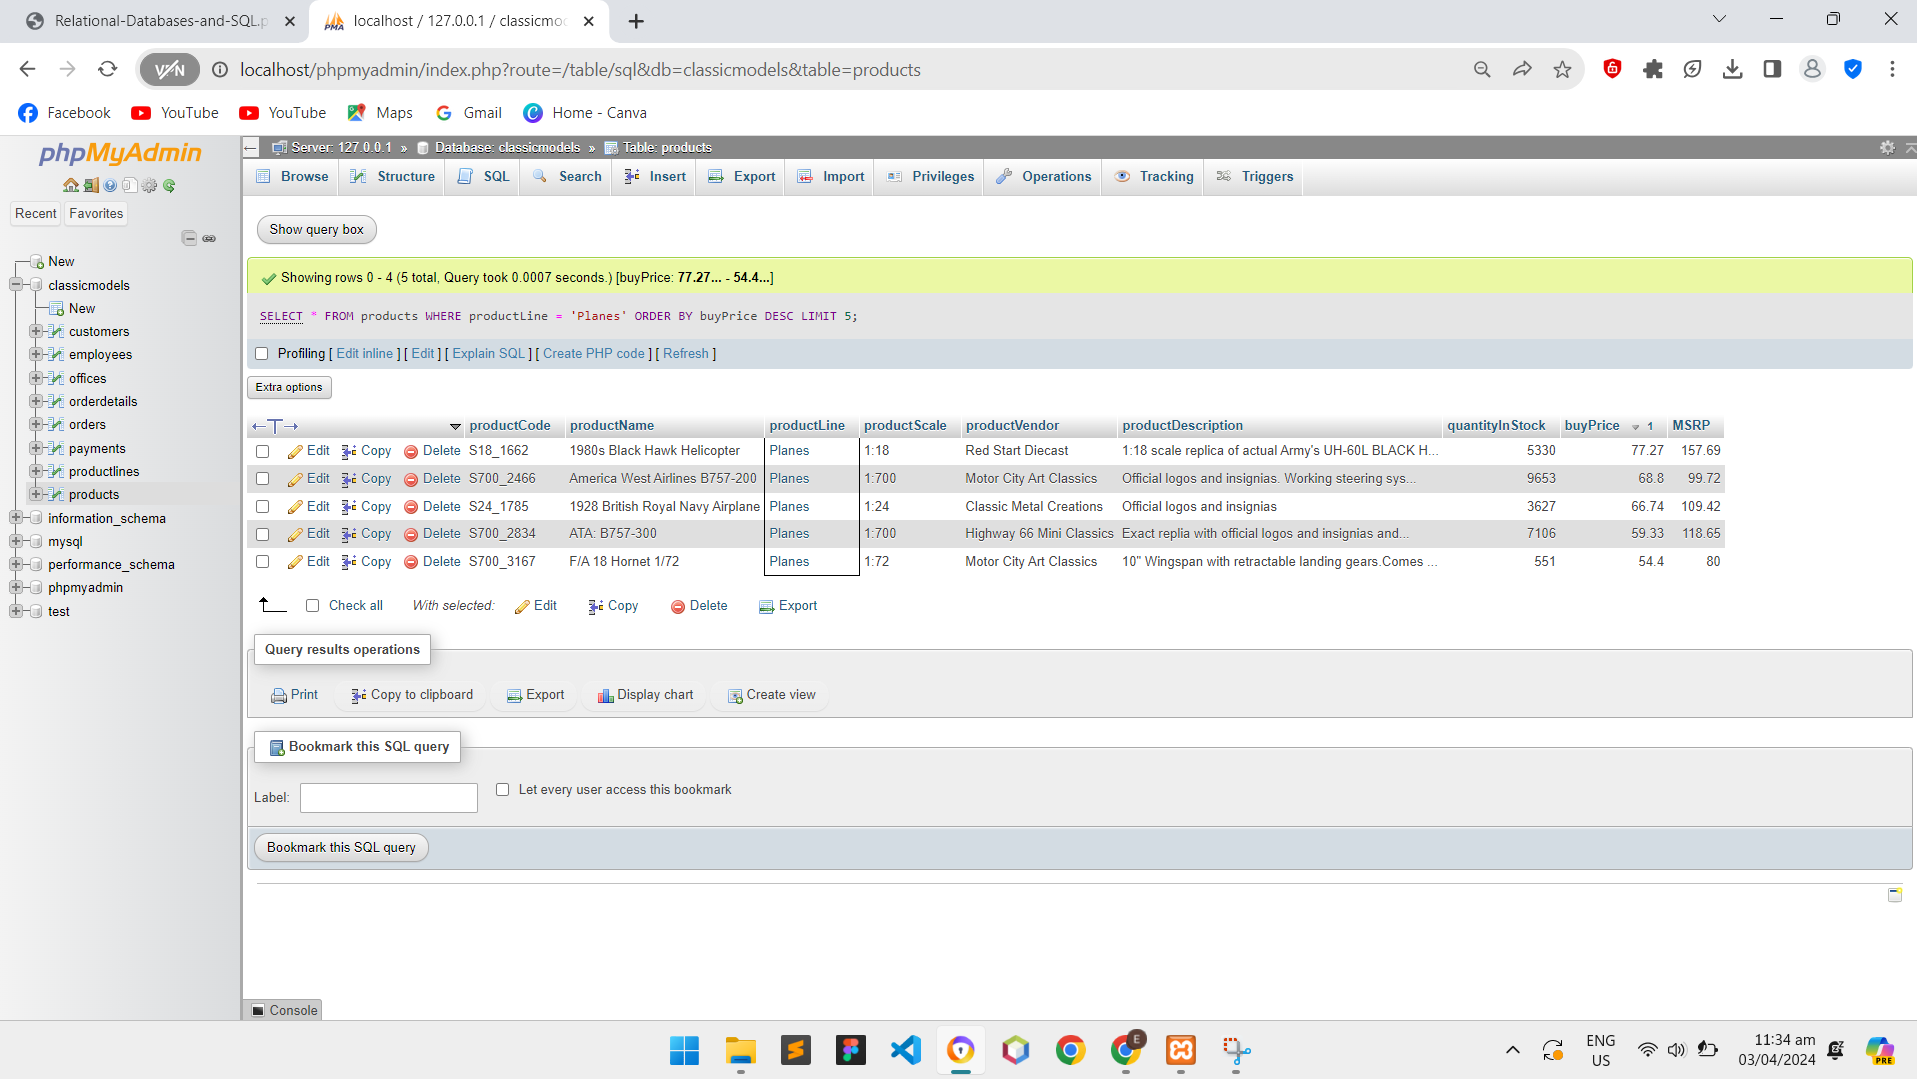 Relational-Databases-and-SQL.p
localhost / 127.0.0.1 / classicmo
VPN
localhost/phpmyadmin/index.php?route=/table/sql&db=classicmodels&table=products
Facebook YouTube YouTube Maps Gmail Home - Canva
phpMyAdmin
Recent Favorites
New
classicmodels
New
customers
employees
offices
orderdetails
orders
payments
productlines
products
information_schema
mysql
performance_schema
phpmyadmin
test
Server: 127.0.0.1 » Database: classicmodels » Table: products
Browse Structure SQL Search Insert Export Import Privileges Operations Tracking Triggers
Show query box
Showing rows 0 - 4 (5 total, Query took 0.0007 seconds.) [buyPrice: 77.27... - 54.4...]
SELECT * FROM products WHERE productLine = 'Planes' ORDER BY buyPrice DESC LIMIT 5;
Profiling [ Edit inline ] [ Edit ] [ Explain SQL ] [ Create PHP code ] [ Refresh ]
Extra options
productCode productName productLine productScale productVendor productDescription quantityInStock buyPrice 1 MSRP
Edit Copy Delete S18_1662 1980s Black Hawk Helicopter Planes 1:18 Red Start Diecast 1:18 scale replica of actual Army's UH-60L BLACK H... 5330 77.27 157.69
Edit Copy Delete S700_2466 America West Airlines B757-200 Planes 1:700 Motor City Art Classics Official logos and insignias. Working steering sys... 9653 68.8 99.72
Edit Copy Delete S24_1785 1928 British Royal Navy Airplane Planes 1:24 Classic Metal Creations Official logos and insignias 3627 66.74 109.42
Edit Copy Delete S700_2834 ATA: B757-300 Planes 1:700 Highway 66 Mini Classics Exact replia with official logos and insignias and... 7106 59.33 118.65
Edit Copy Delete S700_3167 F/A 18 Hornet 1/72 Planes 1:72 Motor City Art Classics 10" Wingspan with retractable landing gears.Comes ... 551 54.4 80
Check all With selected: Edit Copy Delete Export
Query results operations
Print Copy to clipboard Export Display chart Create view
Bookmark this SQL query
Label: Let every user access this bookmark
Bookmark this SQL query
Console
E
ENG
US
11:34 am
03/04/2024
PRE